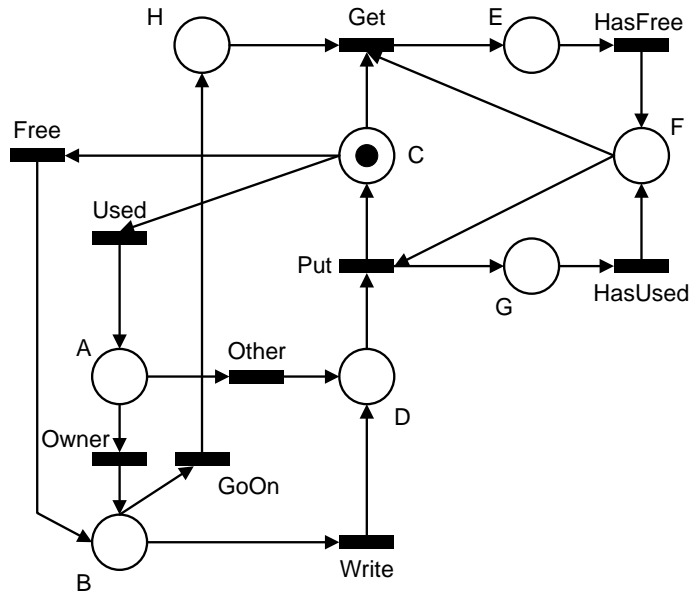 H
Get
E
HasFree
F
Free
C
Used
Put
G
HasUsed
A
Other
D
Owner
GoOn
B
Write